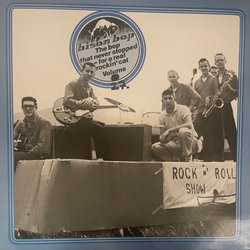 bison bop
The bop
that never stopped
for a real
rockin' cat
Volume
ROCK 'N' ROLL
SHOW